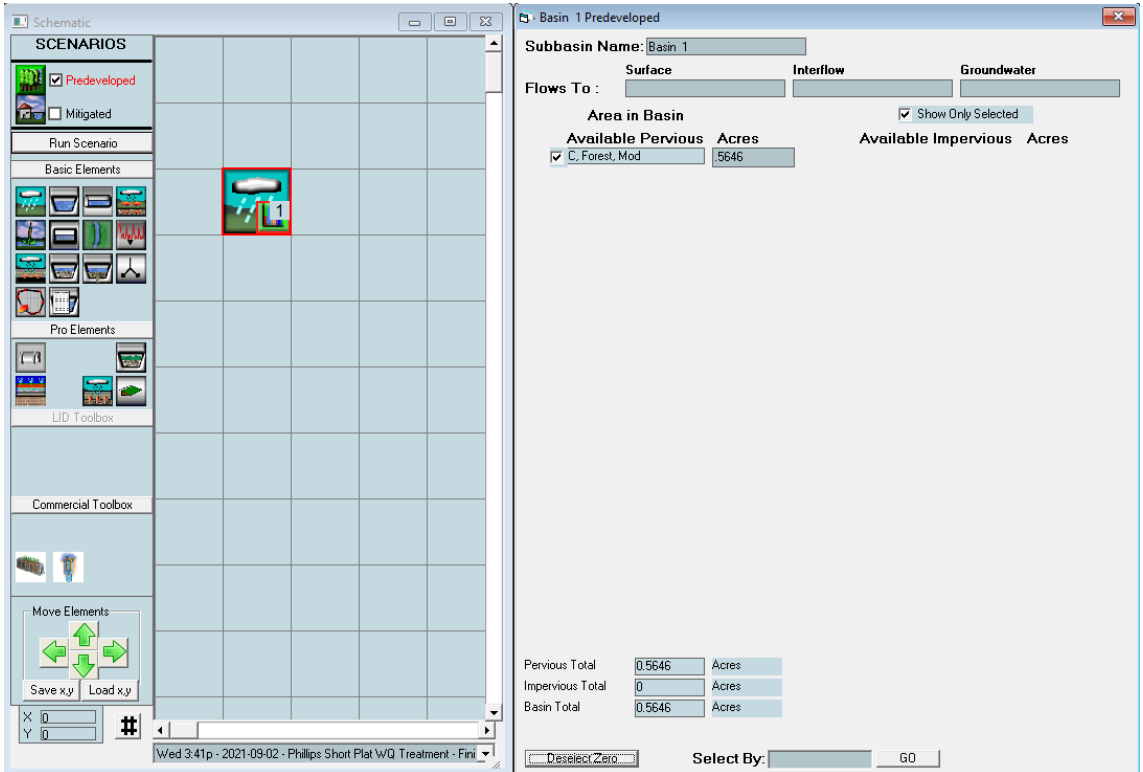 Schematic
SCENARIOS
Predeveloped
Mitigated
Run Scenario
Basic Elements
Pro Elements
LID Toolbox
Commercial Toolbox
Move Elements
Save x,y Load x,y
X 0
Y 0
#
1
Wed 3:41p - 2021-09-02 - Phillips Short Plat WQ Treatment - Fini
Basin 1 Predeveloped
Subbasin Name: Basin 1
Surface Interflow Groundwater
Flows To :
Area in Basin Show Only Selected
Available Pervious Acres Available Impervious Acres
C, Forest, Mod .5646
Pervious Total 0.5646 Acres
Impervious Total 0 Acres
Basin Total 0.5646 Acres
Deselect Zero Select By: GO